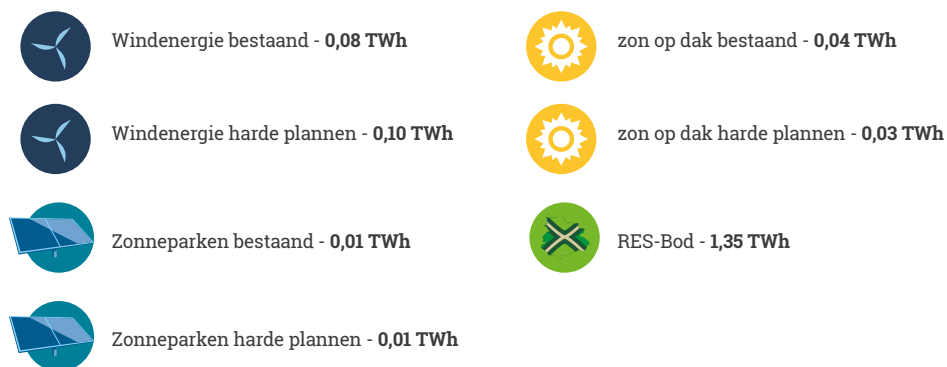 Windenergie bestaand - 0,08 TWh
zon op dak bestaand - 0,04 TWh
Windenergie harde plannen - 0,10 TWh
zon op dak harde plannen - 0,03 TWh
Zonneparken bestaand - 0,01 TWh
RES-Bod - 1,35 TWh
Zonneparken harde plannen - 0,01 TWh